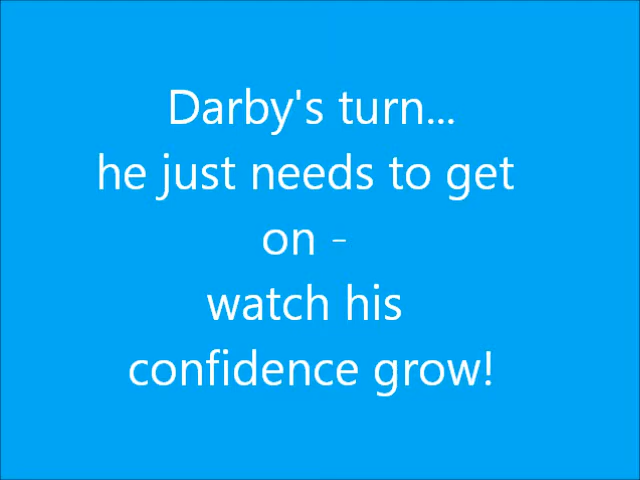 Darby's turn...
he just needs to get
on -
watch his
confidence grow!